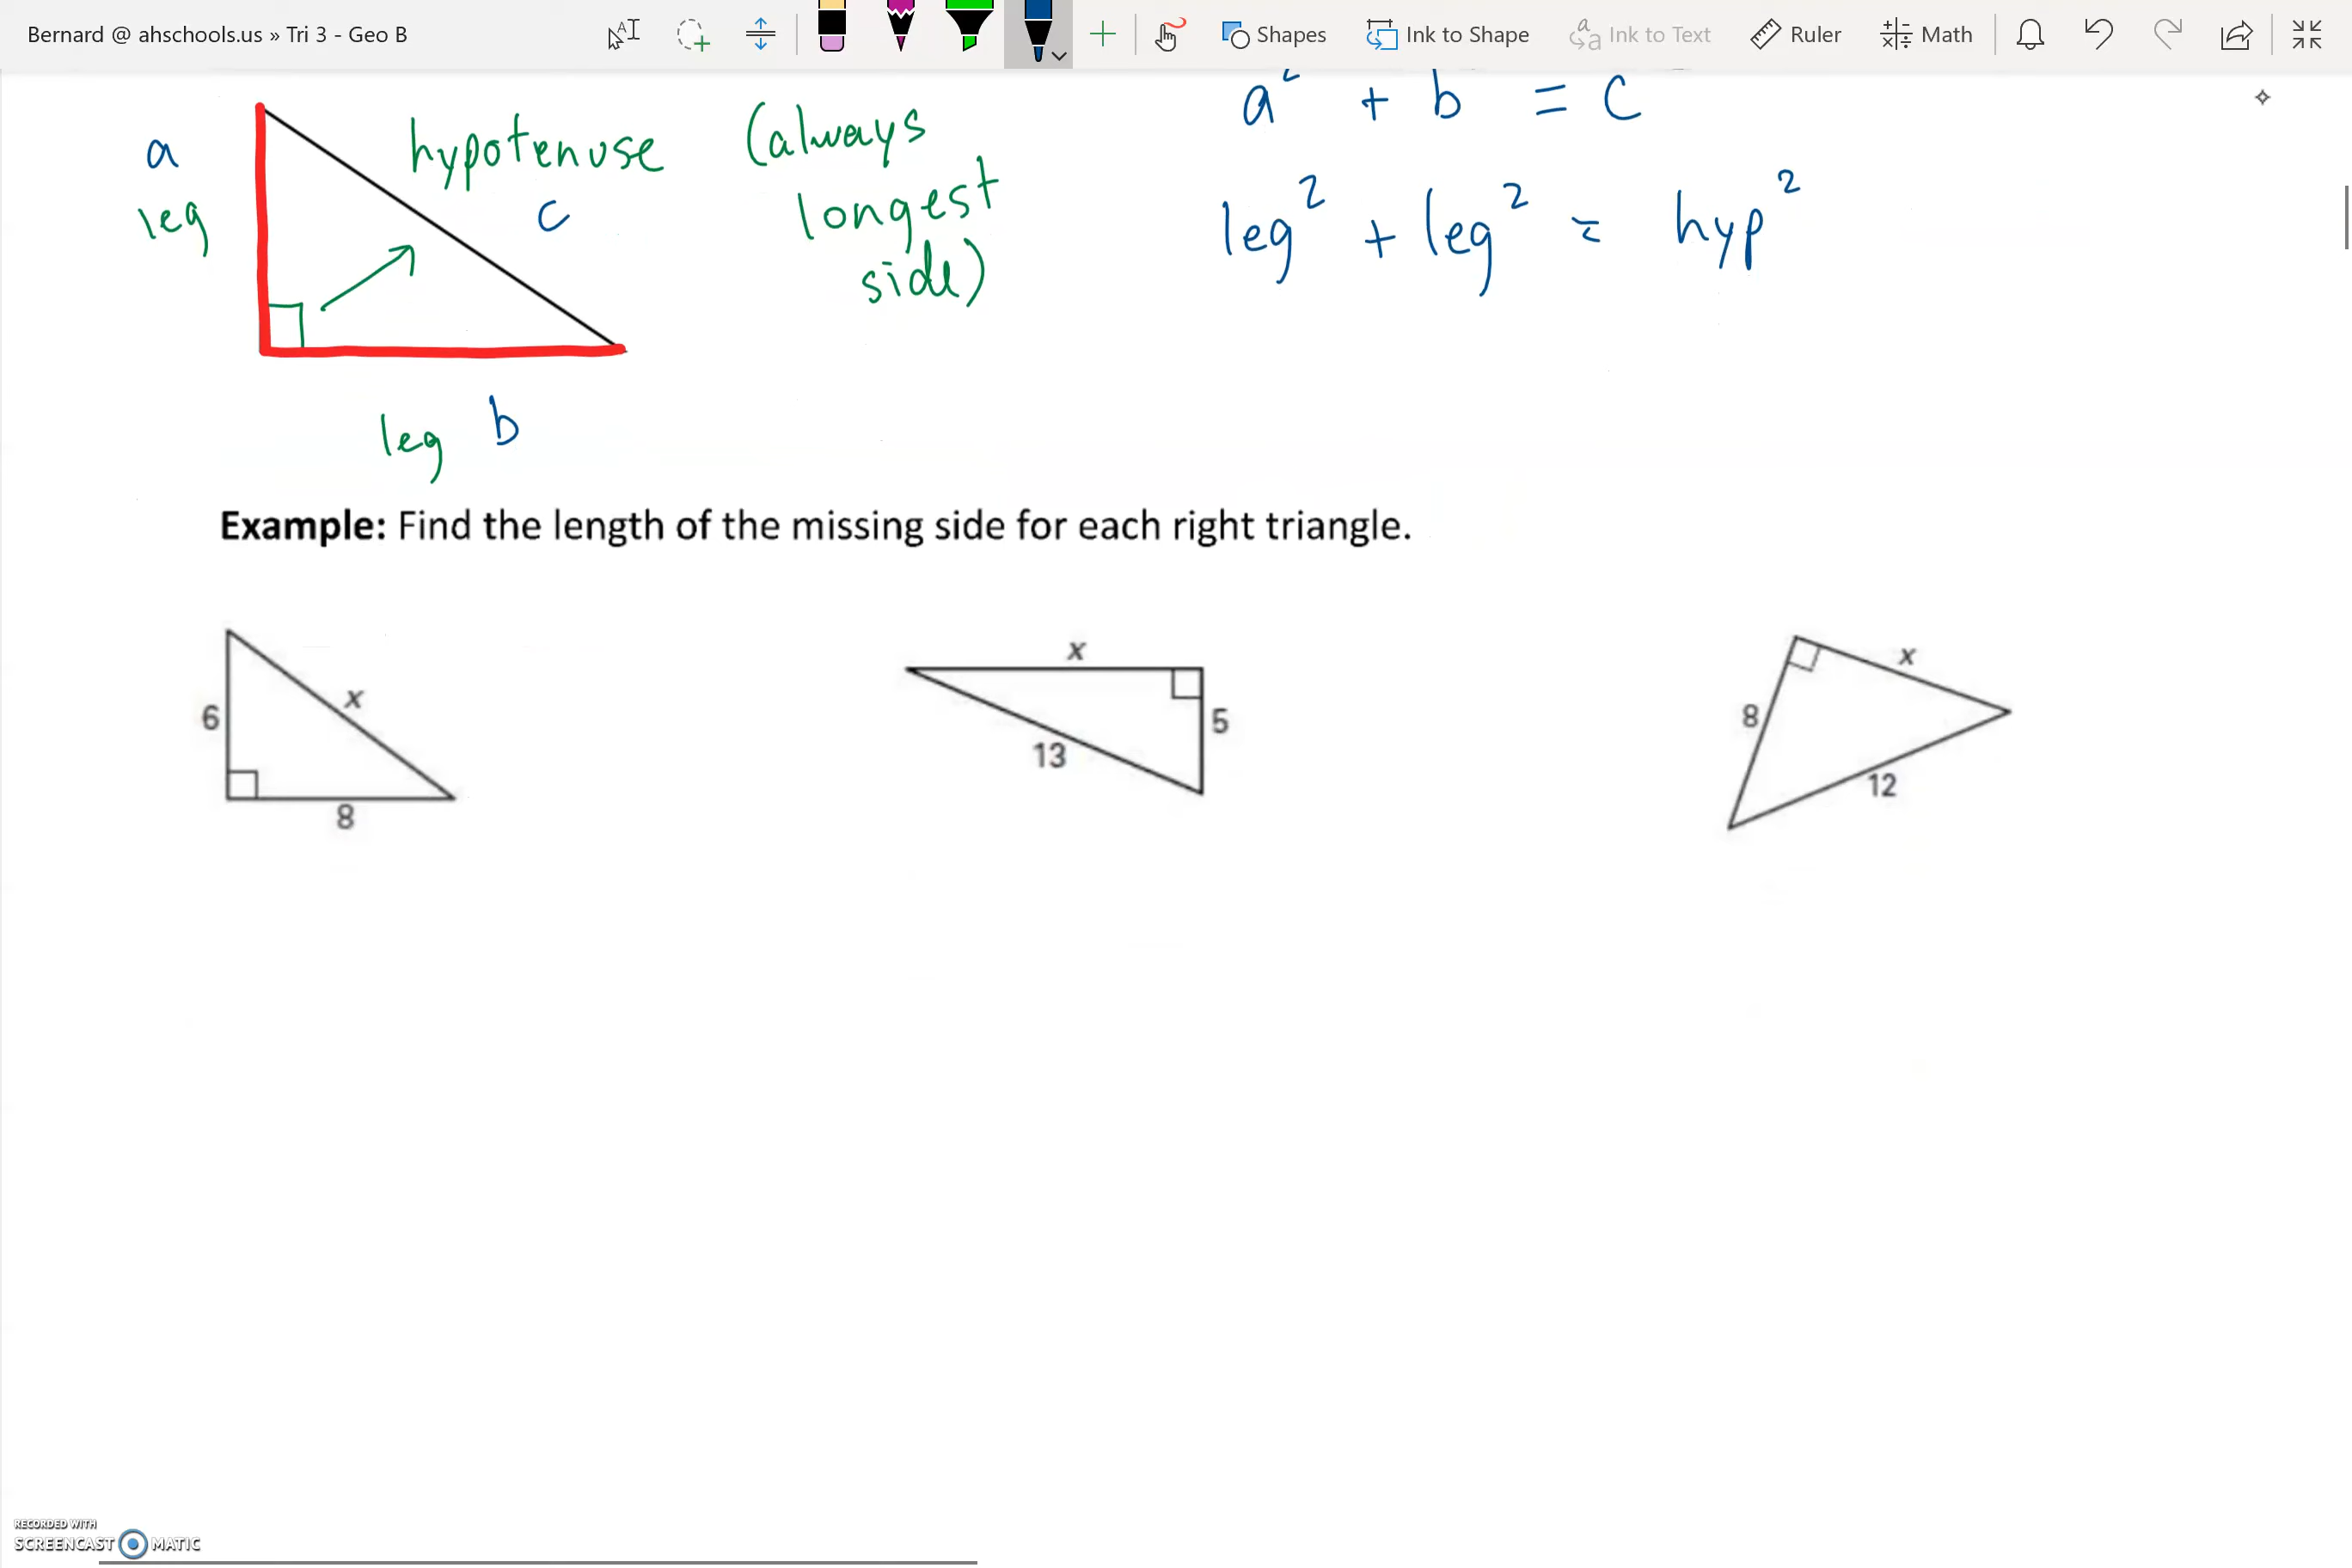 Bernard @ ahschools.us » Tri 3 - Geo B
Shapes Ink to Shape Ink to Text Ruler Math
a² + b = c
a
leg
hypotenuse
c
(always
longest
side)
leg² + leg² = hyp²
leg b
Example: Find the length of the missing side for each right triangle.
6
x
8
x
5
13
x
8
12
RECORDED WITH
SCREENCAST MATIC